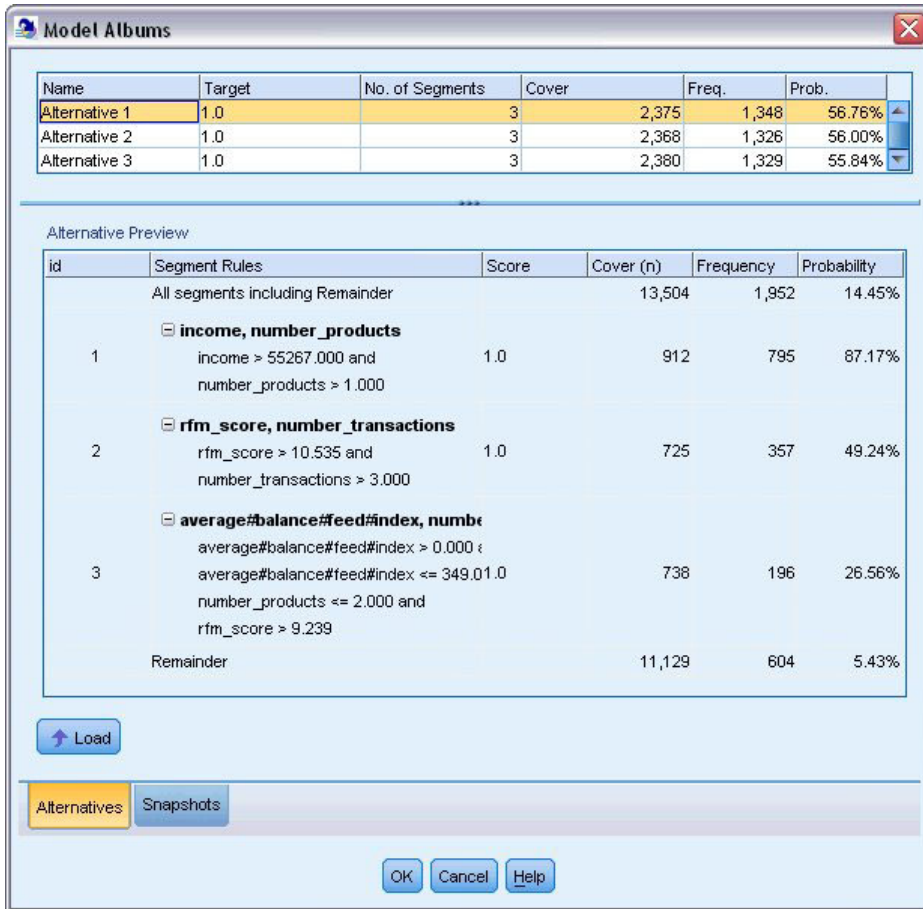 Model Albums
Name Target No. of Segments Cover Freq. Prob.
Alternative 1 1.0 3 2,375 1,348 56.76%
Alternative 2 1.0 3 2,368 1,326 56.00%
Alternative 3 1.0 3 2,380 1,329 55.84%
Alternative Preview
id Segment Rules Score Cover (n) Frequency Probability
All segments including Remainder 13,504 1,952 14.45%
income, number_products
1 income > 55267.000 and 1.0 912 795 87.17%
number_products > 1.000
rfm_score, number_transactions
2 rfm_score > 10.535 and 1.0 725 357 49.24%
number_transactions > 3.000
average#balance#feed#index, numbe
average#balance#feed#index > 0.000 a
3 average#balance#feed#index <= 349.0 1.0 738 196 26.56%
number_products <= 2.000 and
rfm_score > 9.239
Remainder 11,129 604 5.43%
Load
Alternatives Snapshots
OK Cancel Help